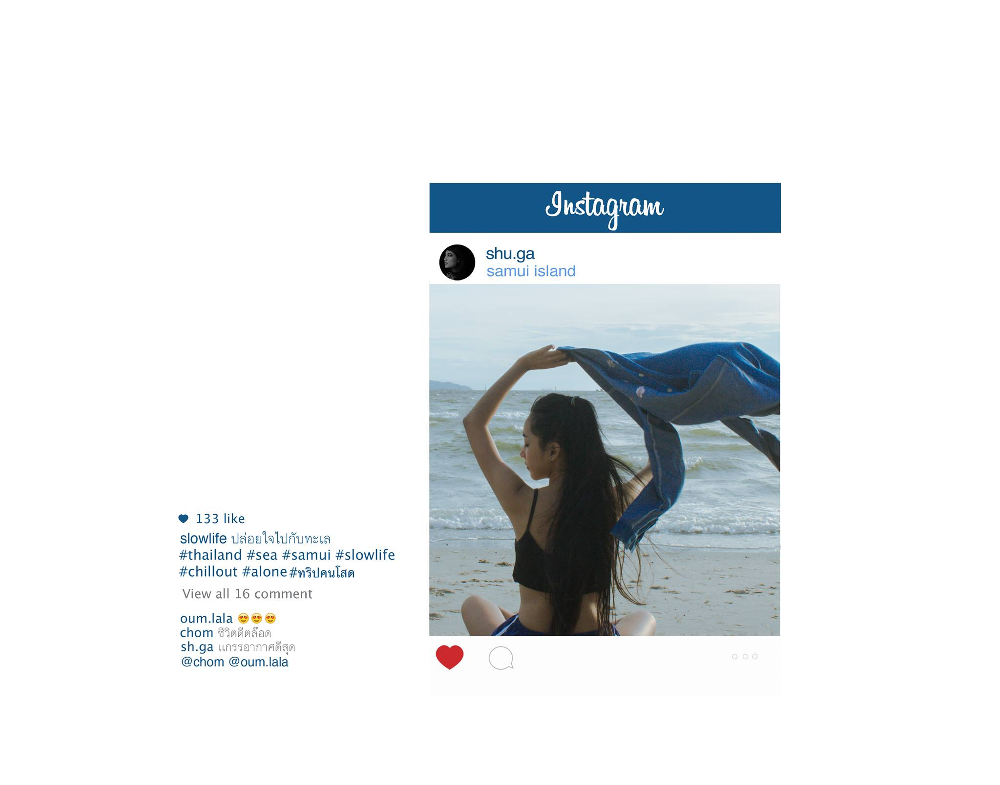 Instagram
shu.ga
samui island
133 like
slowlife ปล่อยใจไปกับทะเล
#thailand #sea #samui #slowlife
#chillout #alone #ทริปคนโสด
View all 16 comment
oum.lala 😍😍😍
chom ชีวิตดีตล๊อด
sh.ga แกรรอากาศดีสุด
@chom @oum.lala